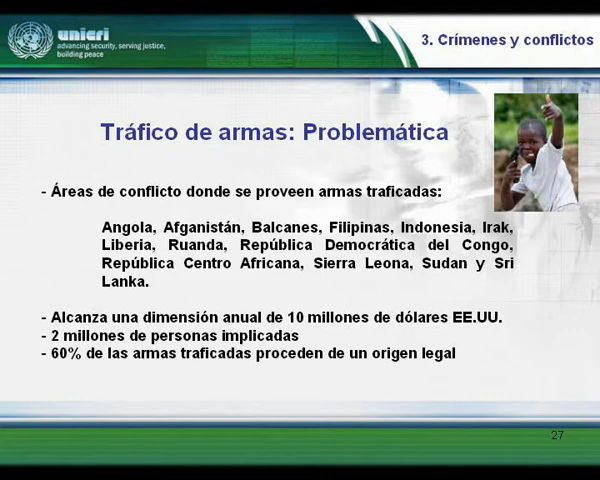 unicri
advancing security, serving justice,
building peace
3. Crímenes y conflictos
Tráfico de armas: Problemática
- Áreas de conflicto donde se proveen armas traficadas:
Angola, Afganistán, Balcanes, Filipinas, Indonesia, Irak,
Liberia, Ruanda, República Democrática del Congo,
República Centro Africana, Sierra Leona, Sudan y Sri
Lanka.
- Alcanza una dimensión anual de 10 millones de dólares EE.UU.
- 2 millones de personas implicadas
- 60% de las armas traficadas proceden de un origen legal
27